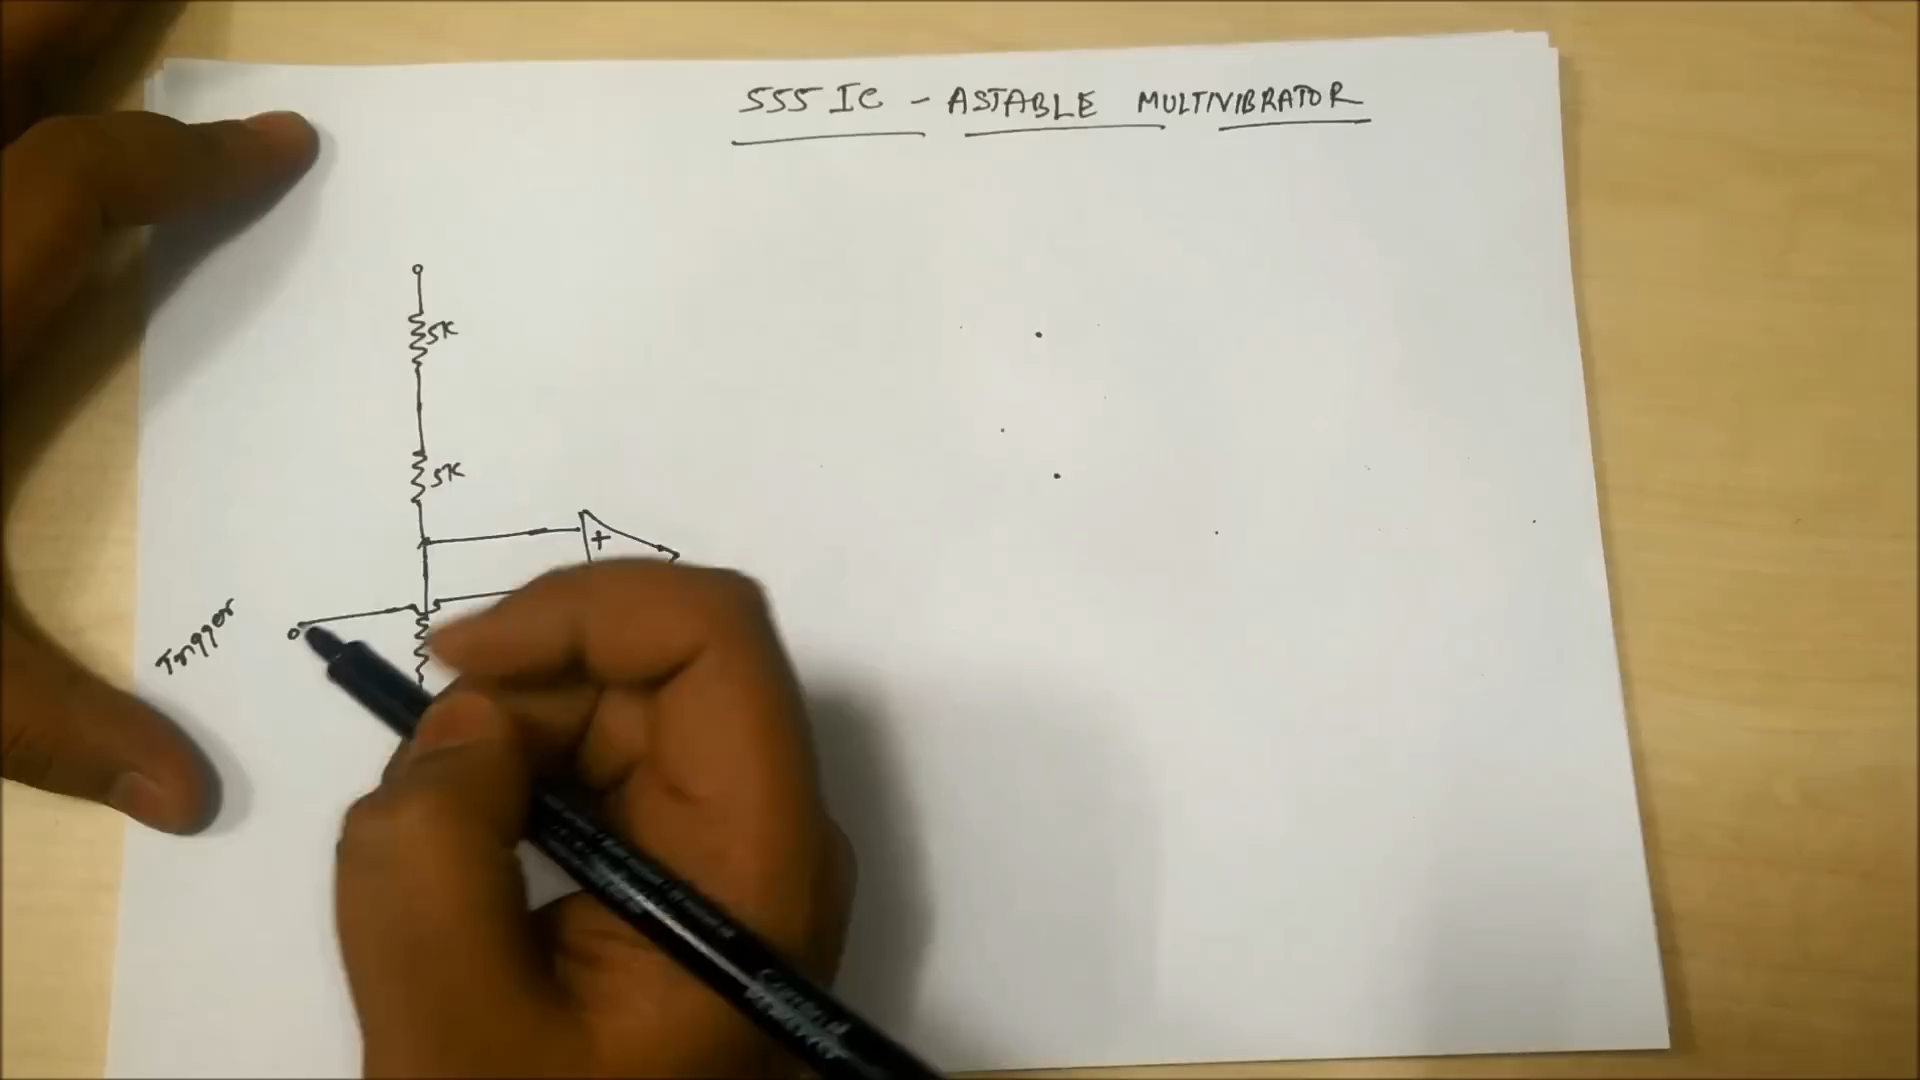 555 IC - ASTABLE MULTIVIBRATOR
5K
5K
+
Trigger